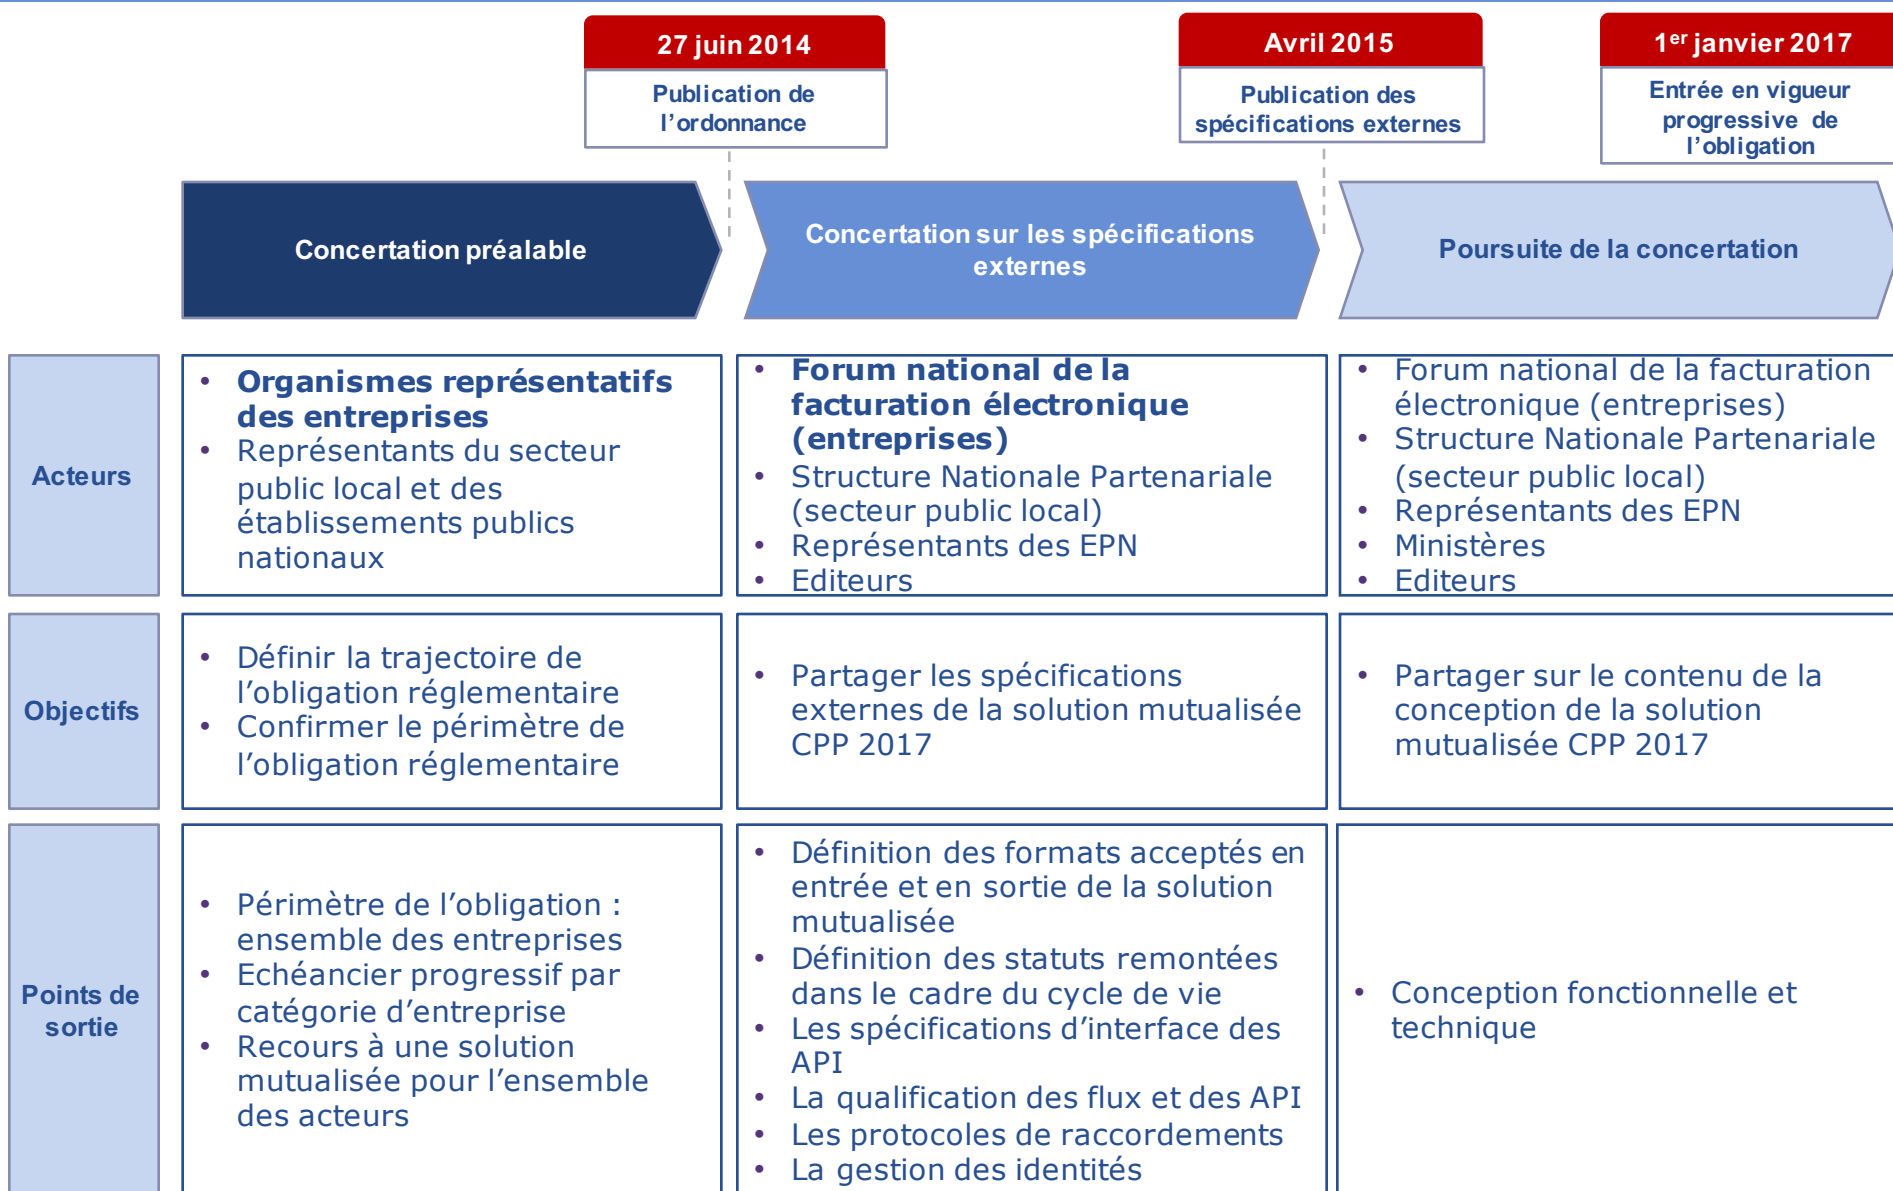 27 juin 2014
Publication de
l’ordonnance
Avril 2015
Publication des
spécifications externes
1er janvier 2017
Entrée en vigueur
progressive de
l’obligation
Concertation préalable
Concertation sur les spécifications
externes
Poursuite de la concertation
Acteurs
• Organismes représentatifs
des entreprises
• Représentants du secteur
public local et des
établissements publics
nationaux
• Forum national de la
facturation électronique
(entreprises)
• Structure Nationale Partenariale
(secteur public local)
• Représentants des EPN
• Editeurs
• Forum national de la facturation
électronique (entreprises)
• Structure Nationale Partenariale
(secteur public local)
• Représentants des EPN
• Ministères
• Editeurs
Objectifs
• Définir la trajectoire de
l’obligation réglementaire
• Confirmer le périmètre de
l’obligation réglementaire
• Partager les spécifications
externes de la solution mutualisée
CPP 2017
• Partager sur le contenu de la
conception de la solution
mutualisée CPP 2017
Points de
sortie
• Périmètre de l’obligation :
ensemble des entreprises
• Echéancier progressif par
catégorie d’entreprise
• Recours à une solution
mutualisée pour l’ensemble
des acteurs
• Définition des formats acceptés en
entrée et en sortie de la solution
mutualisée
• Définition des statuts remontées
dans le cadre du cycle de vie
• Les spécifications d’interface des
API
• La qualification des flux et des API
• Les protocoles de raccordements
• La gestion des identités
• Conception fonctionnelle et
technique